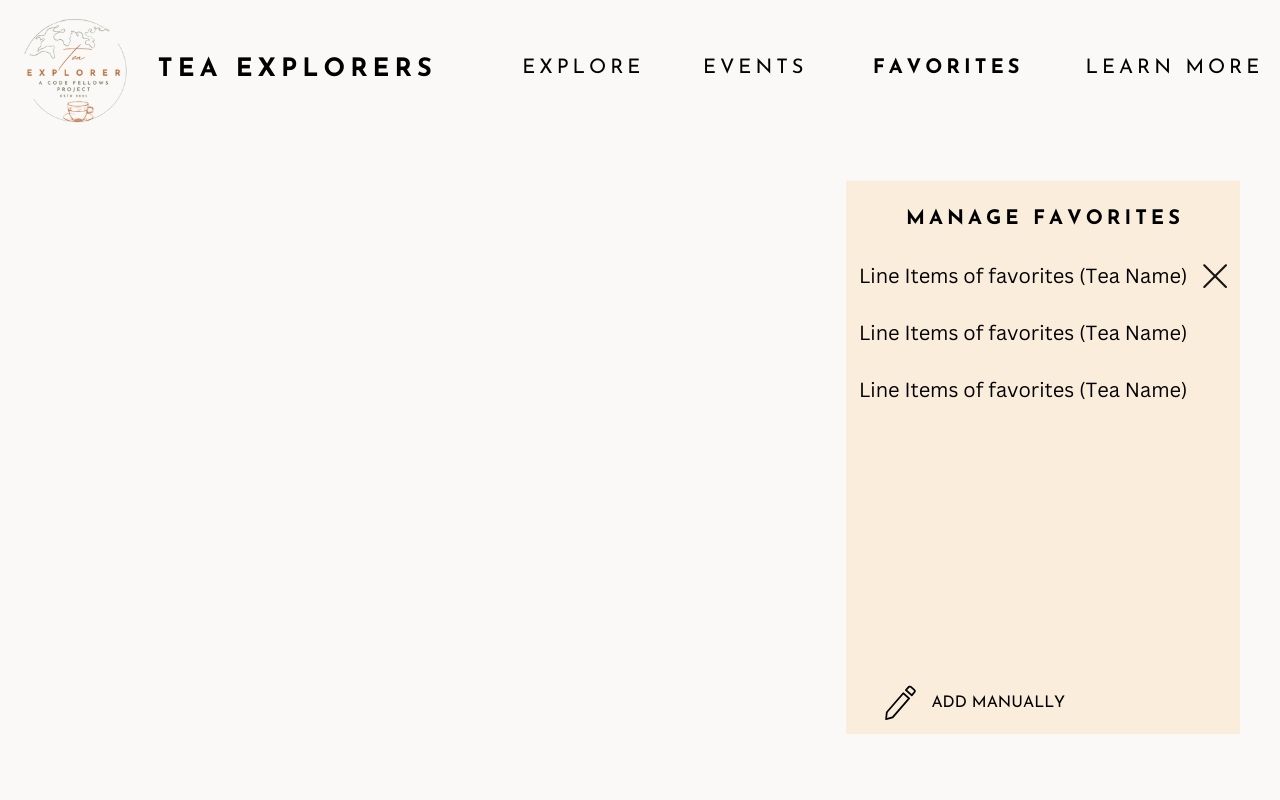 Tea
EXPLORER
A CODE FELLOWS
PROJECT
TEA EXPLORERS
EXPLORE
EVENTS
FAVORITES
LEARN MORE
MANAGE FAVORITES
Line Items of favorites (Tea Name)
Line Items of favorites (Tea Name)
Line Items of favorites (Tea Name)
ADD MANUALLY